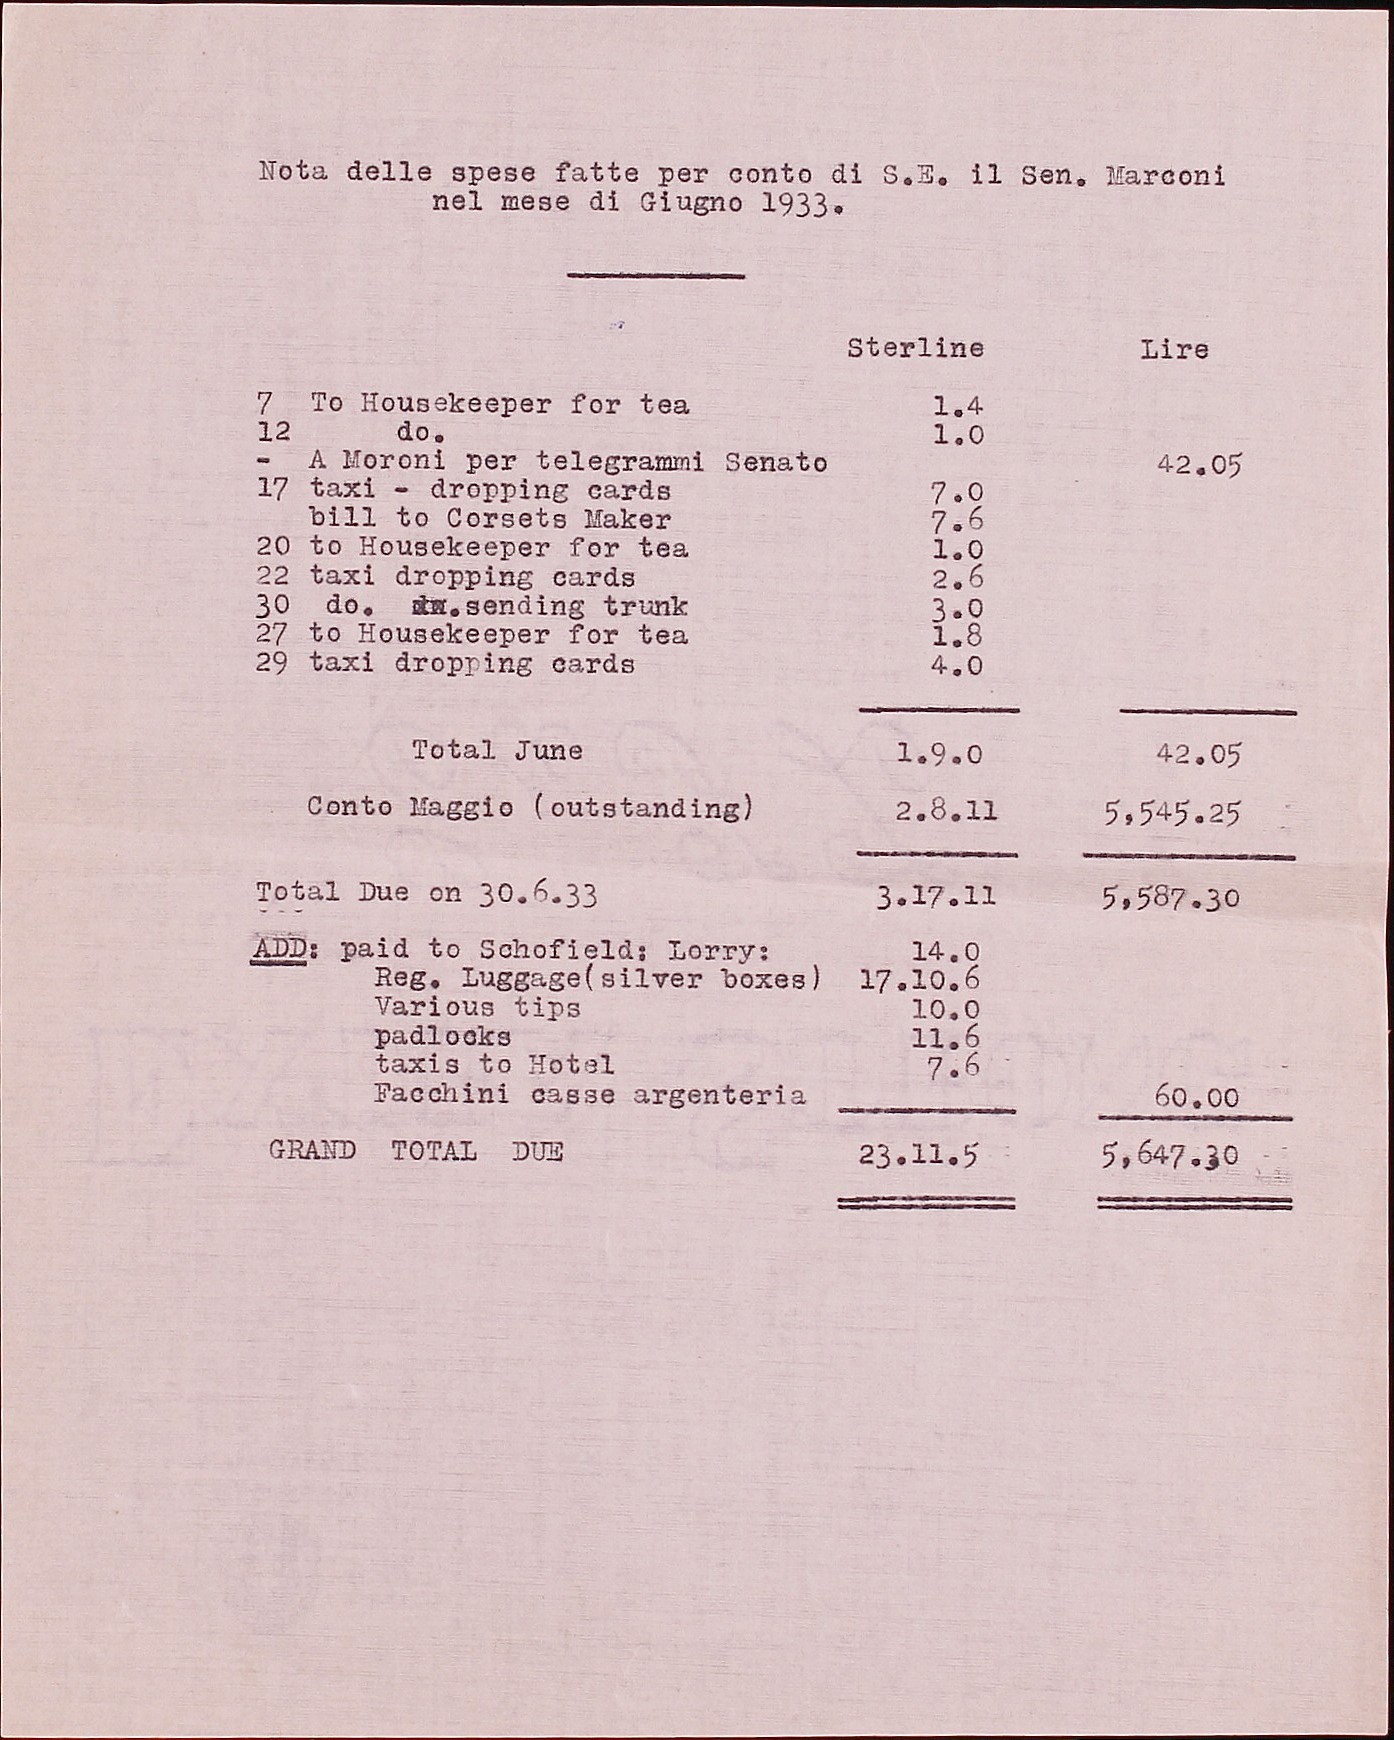 Nota delle spese fatte per conto di S.E. il Sen. Marconi
nel mese di Giugno 1933.
Sterline Lire
7 To Housekeeper for tea 1.4
12 do. 1.0
- A Moroni per telegrammi Senato 42.05
17 taxi - dropping cards 7.0
bill to Corsets Maker 7.6
20 to Housekeeper for tea 1.0
22 taxi dropping cards 2.6
30 do. sending trunk 3.0
27 to Housekeeper for tea 1.8
29 taxi dropping cards 4.0
Total June 1.9.0 42.05
Conto Maggio (outstanding) 2.8.11 5,545.25
Total Due on 30.6.33 3.17.11 5,587.30
ADD: paid to Schofield: Lorry: 14.0
Reg. Luggage(silver boxes) 17.10.6
Various tips 10.0
padlocks 11.6
taxis to Hotel 7.6
Facchini casse argenteria 60.00
GRAND TOTAL DUE 23.11.5 5,647.30